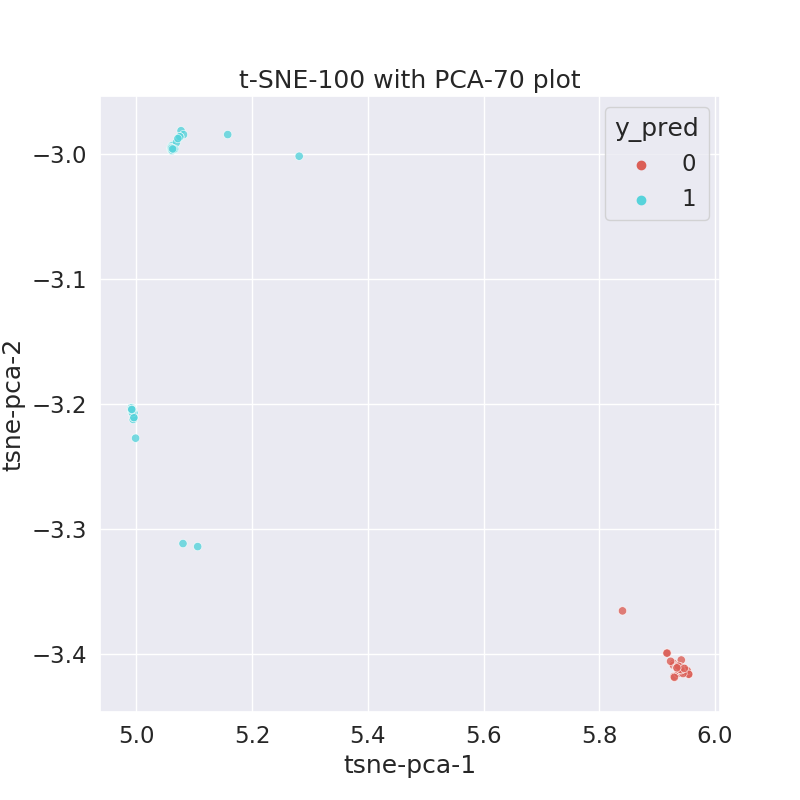 t-SNE-100 with PCA-70 plot
y_pred
0
1
−3.0
−3.1
−3.2
−3.3
−3.4
tsne-pca-2
5.0 5.2 5.4 5.6 5.8 6.0
tsne-pca-1